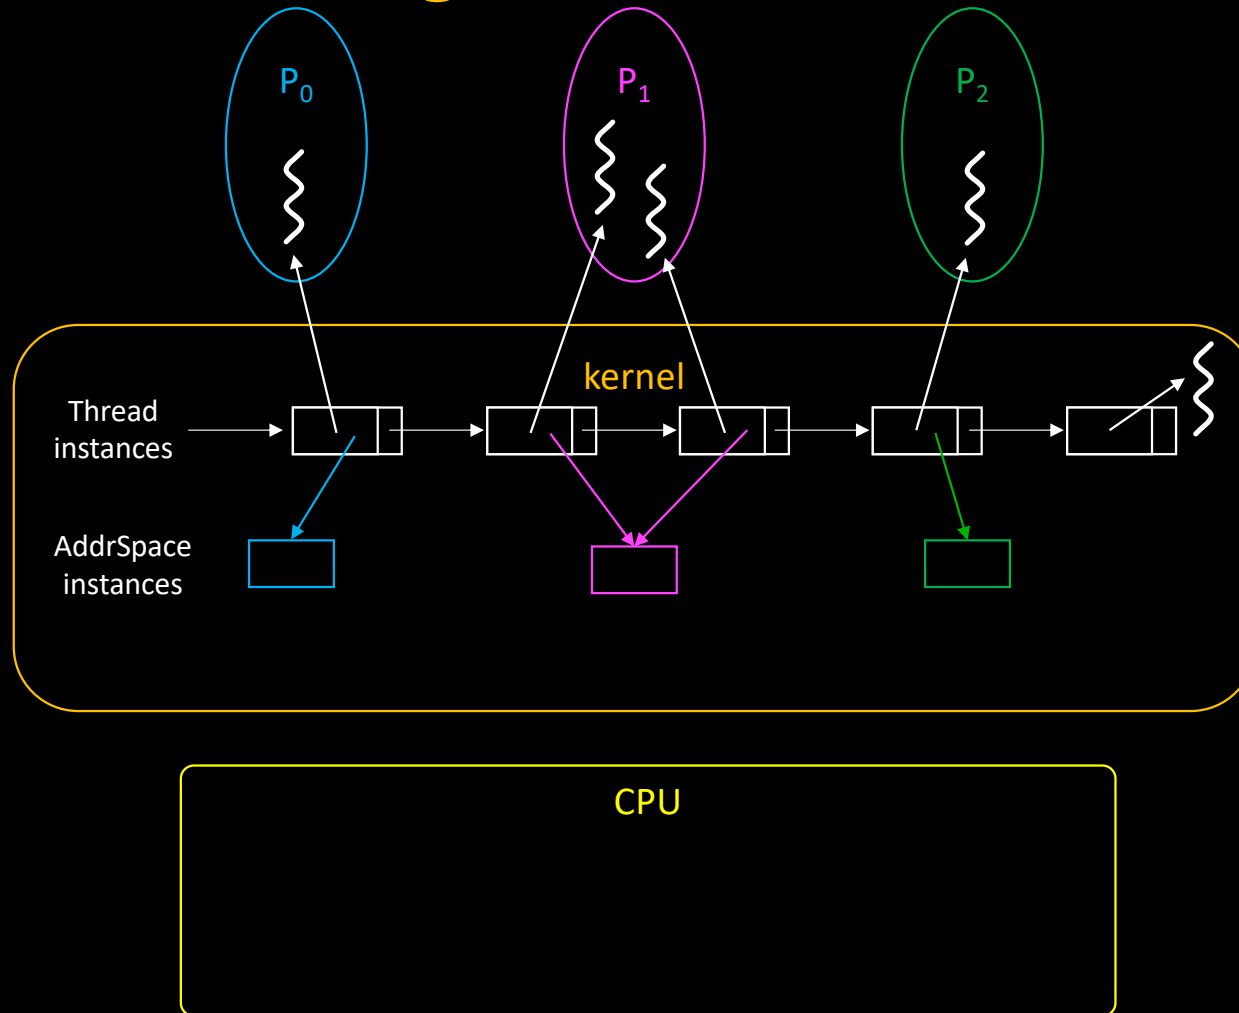 P₀
P₁
P₂
kernel
Thread
instances
AddrSpace
instances
CPU